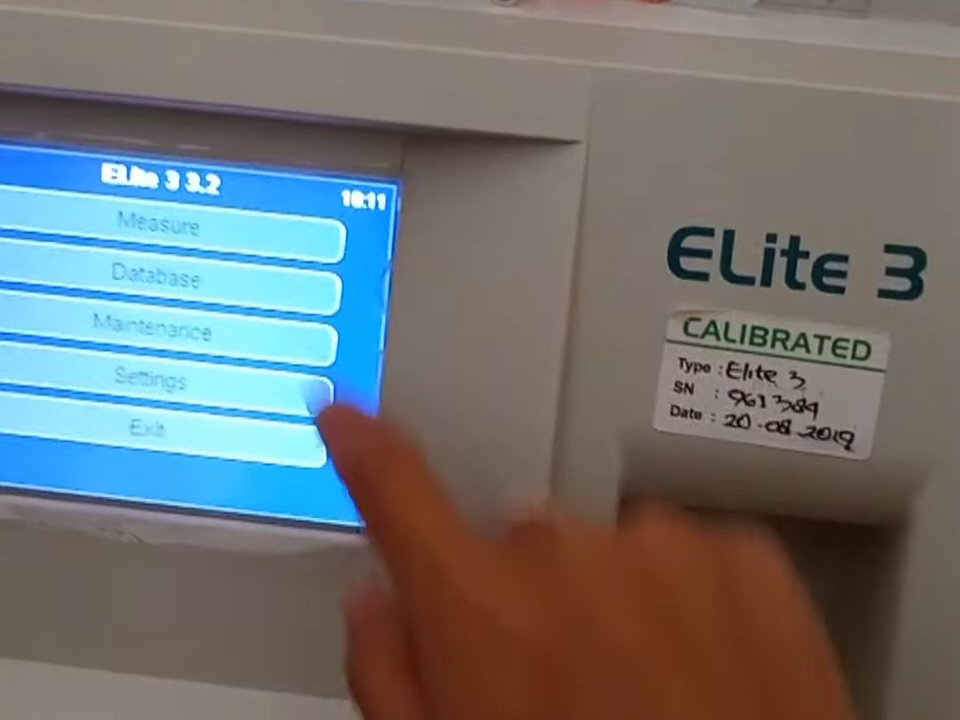 ELite 3 3.2
10:11
Measure
Database
Maintenance
Settings
Exit
ELite 3
CALIBRATED
Type : Elite 3
SN : 961384
Date : 20-08-2019